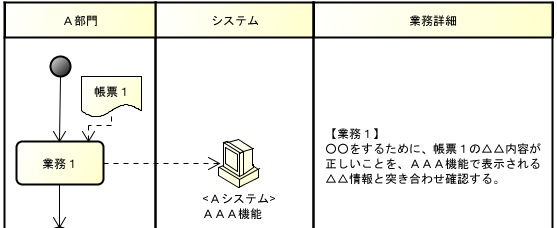 A部門
システム
業務詳細
帳票1
業務1
<Aシステム>
AAA機能
【業務1】
〇〇をするために、帳票1の△△内容が
正しいことを、AAA機能で表示される
△△情報と突き合わせ確認する。